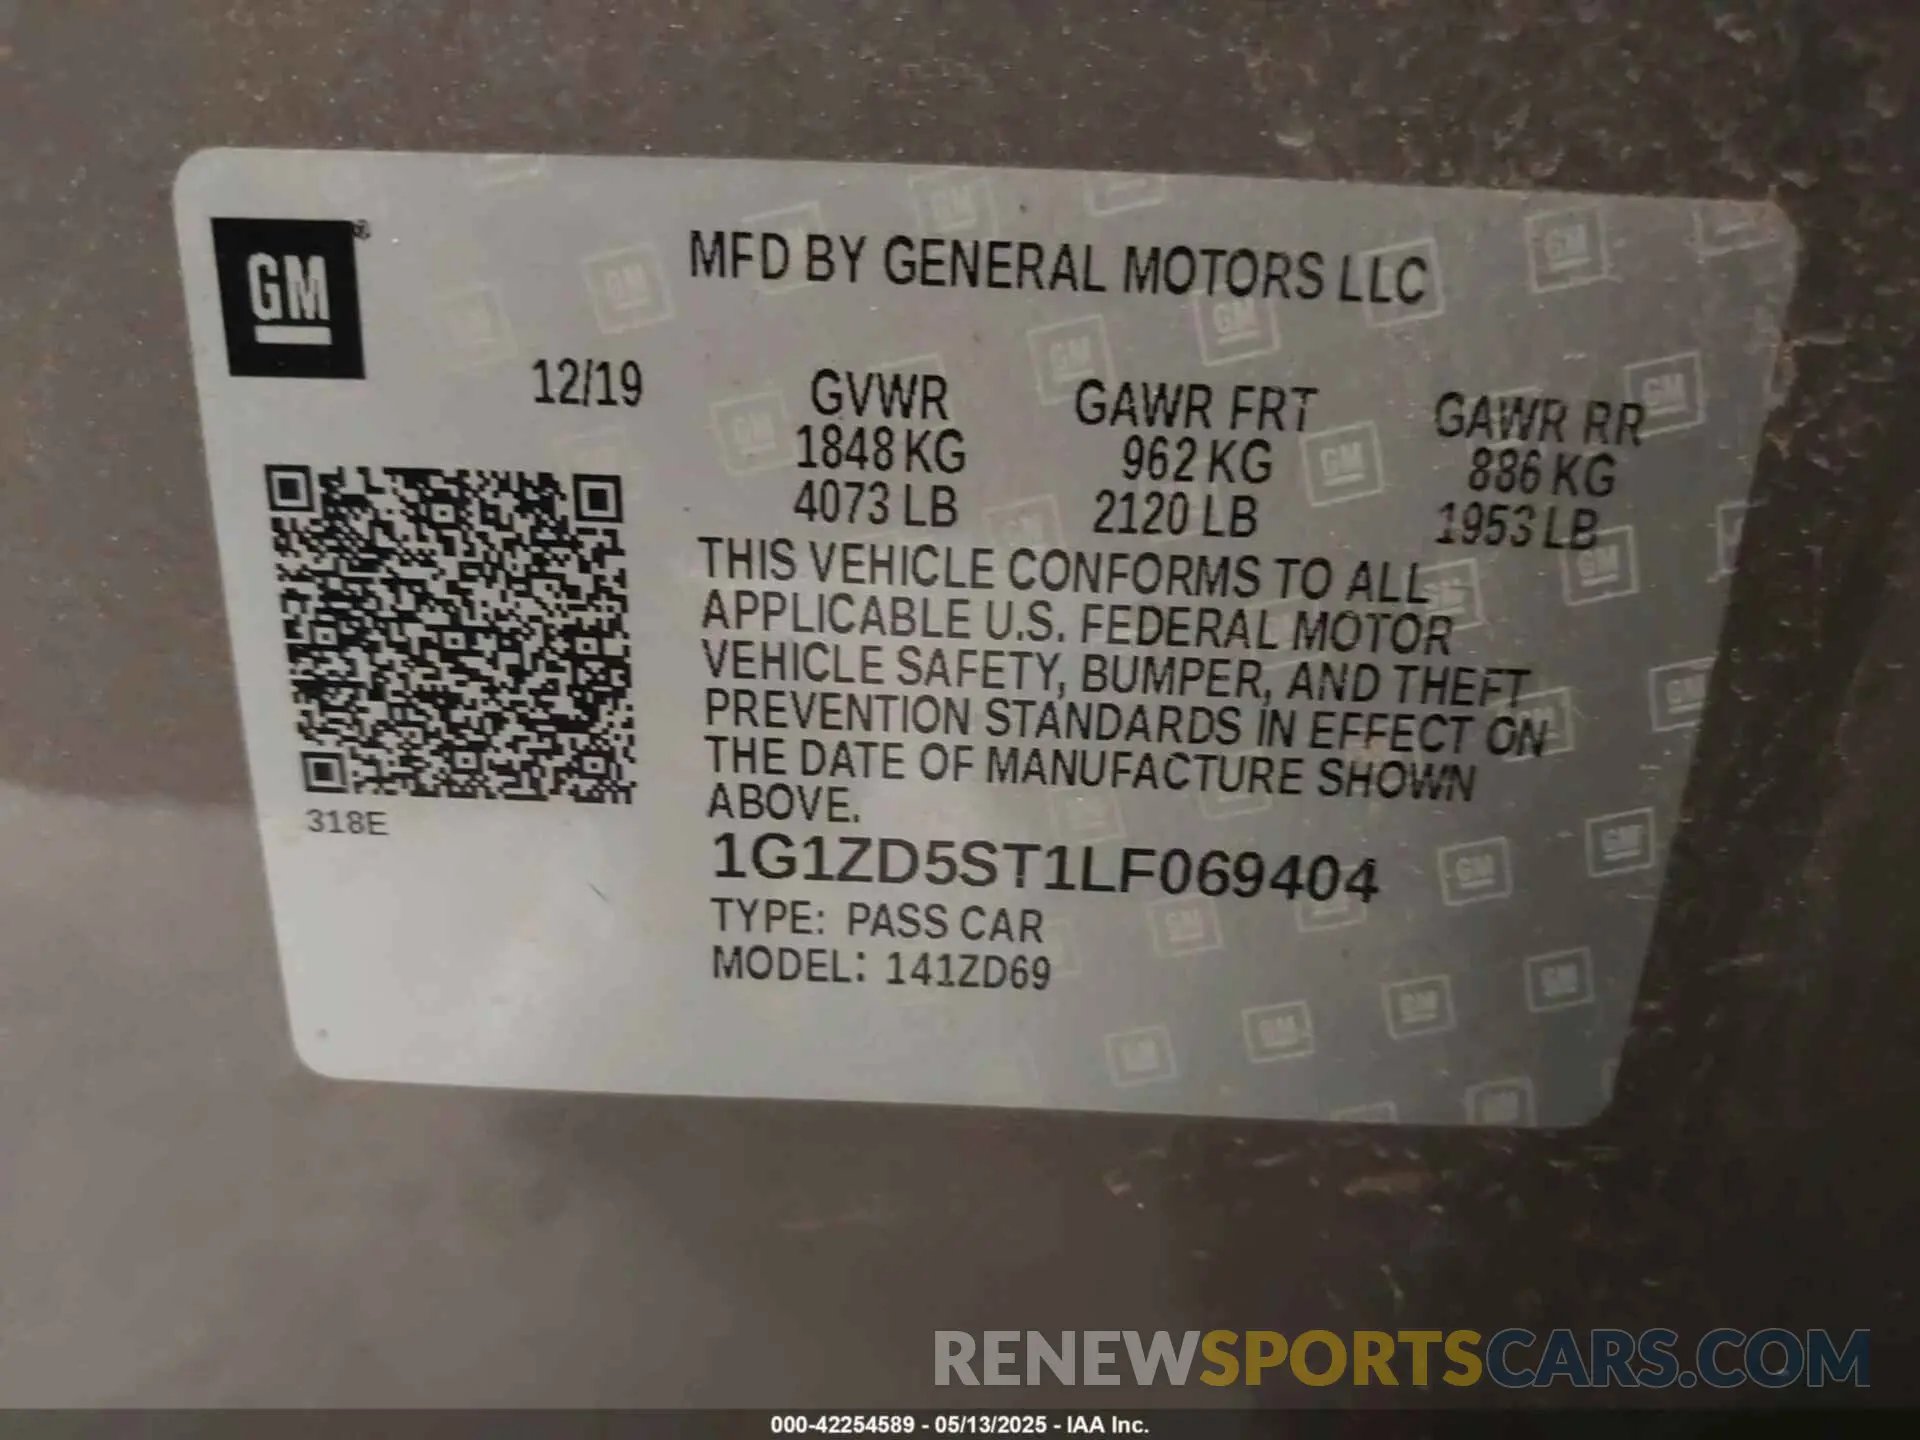 GM®
MFD BY GENERAL MOTORS LLC
12/19
GVWR GAWR FRT GAWR RR
1848 KG 962 KG 886 KG
4073 LB 2120 LB 1953 LB
THIS VEHICLE CONFORMS TO ALL
APPLICABLE U.S. FEDERAL MOTOR
VEHICLE SAFETY, BUMPER, AND THEFT
PREVENTION STANDARDS IN EFFECT ON
THE DATE OF MANUFACTURE SHOWN
ABOVE.
318E
1G1ZD5ST1LF069404
TYPE: PASS CAR
MODEL: 141ZD69
RENEWSPORTSCARS.COM
000-42254589 - 05/13/2025 - IAA Inc.